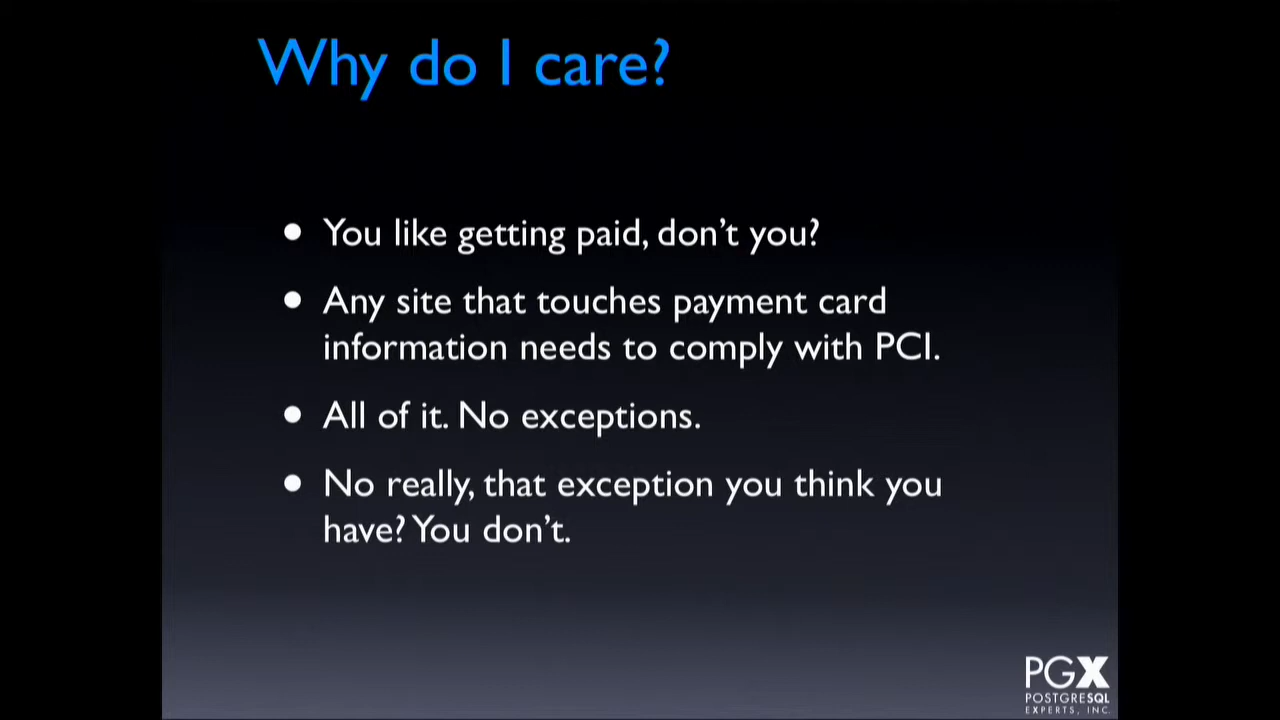 Why do I care?
• You like getting paid, don't you?
• Any site that touches payment card
information needs to comply with PCI.
• All of it. No exceptions.
• No really, that exception you think you
have? You don't.
PGX
POSTGRESQL
EXPERTS, INC.